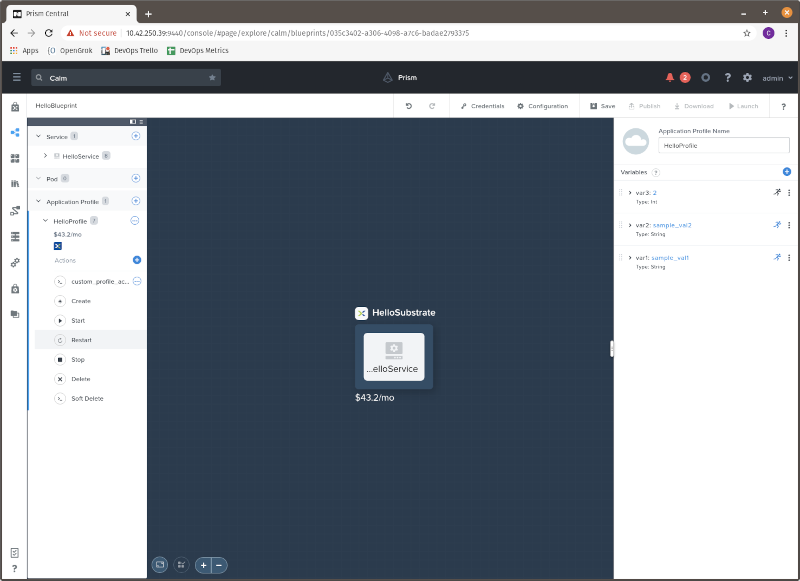 Prism Central
Not secure | 10.42.250.39:9440/console/#page/explore/calm/blueprints/035c3402-a306-4098-a7c6-badae2793375
C
Apps OpenGrok DevOps Trello DevOps Metrics
Calm
Prism
2
?
admin
HelloBlueprint
Credentials Configuration Save Publish Download Launch ?
Service 1
HelloService 6
Pod 0
Application Profile 1
HelloProfile 7
$43.2/mo
Actions
custom_profile_ac...
Create
Start
Restart
Stop
Delete
Soft Delete
?
HelloSubstrate
...elloService
$43.2/mo
Application Profile Name
HelloProfile
Variables ?
var3: 2
Type: Int
var2: sample_val2
Type: String
var1: sample_val1
Type: String